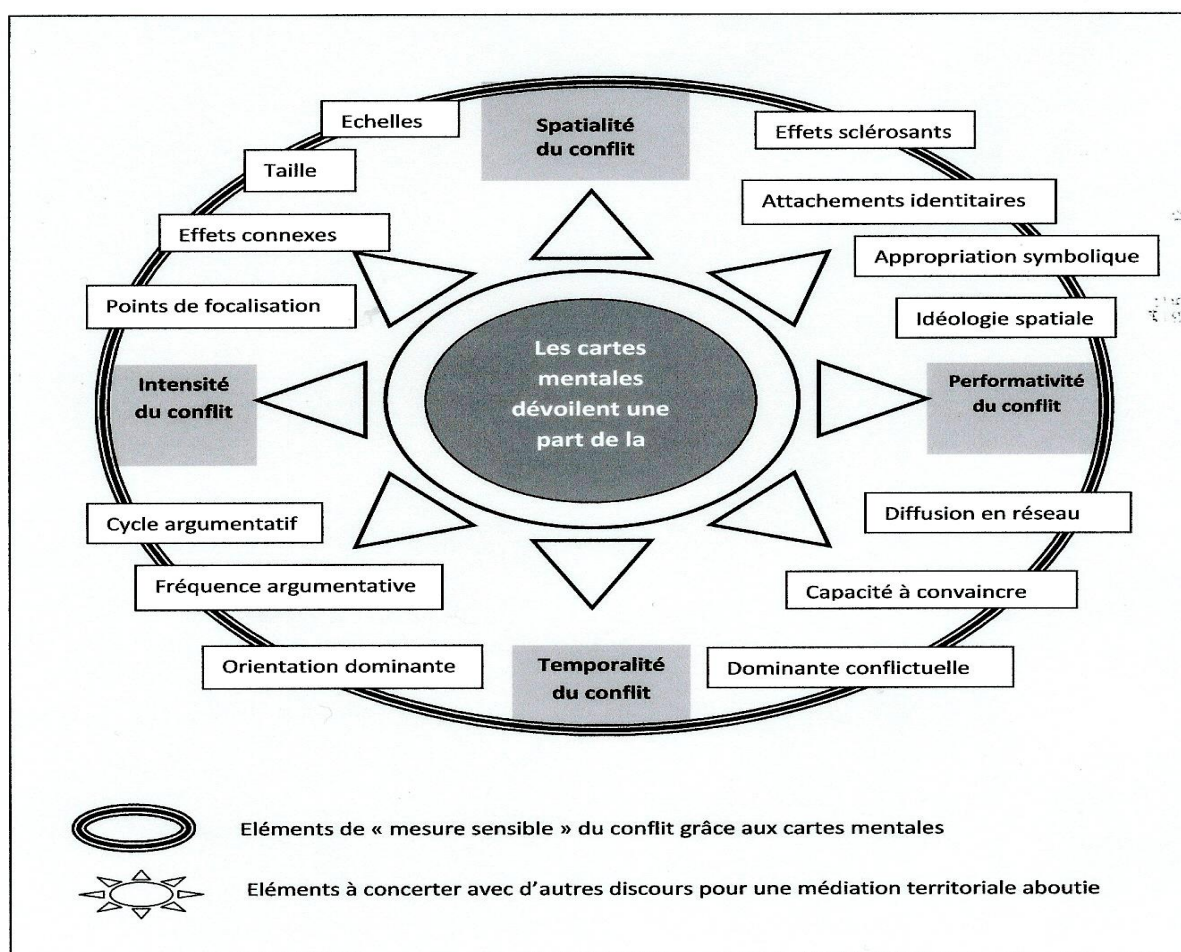 Echelles
Spatialité
du conflit
Effets sclérosants
Taille
Attachements identitaires
Effets connexes
Appropriation symbolique
Points de focalisation
Idéologie spatiale
Les cartes
mentales
dévoilent une
part de la
Intensité
du conflit
Performativité
du conflit
Cycle argumentatif
Diffusion en réseau
Fréquence argumentative
Capacité à convaincre
Orientation dominante
Temporalité
du conflit
Dominante conflictuelle
Eléments de « mesure sensible » du conflit grâce aux cartes mentales
Eléments à concerter avec d'autres discours pour une médiation territoriale aboutie